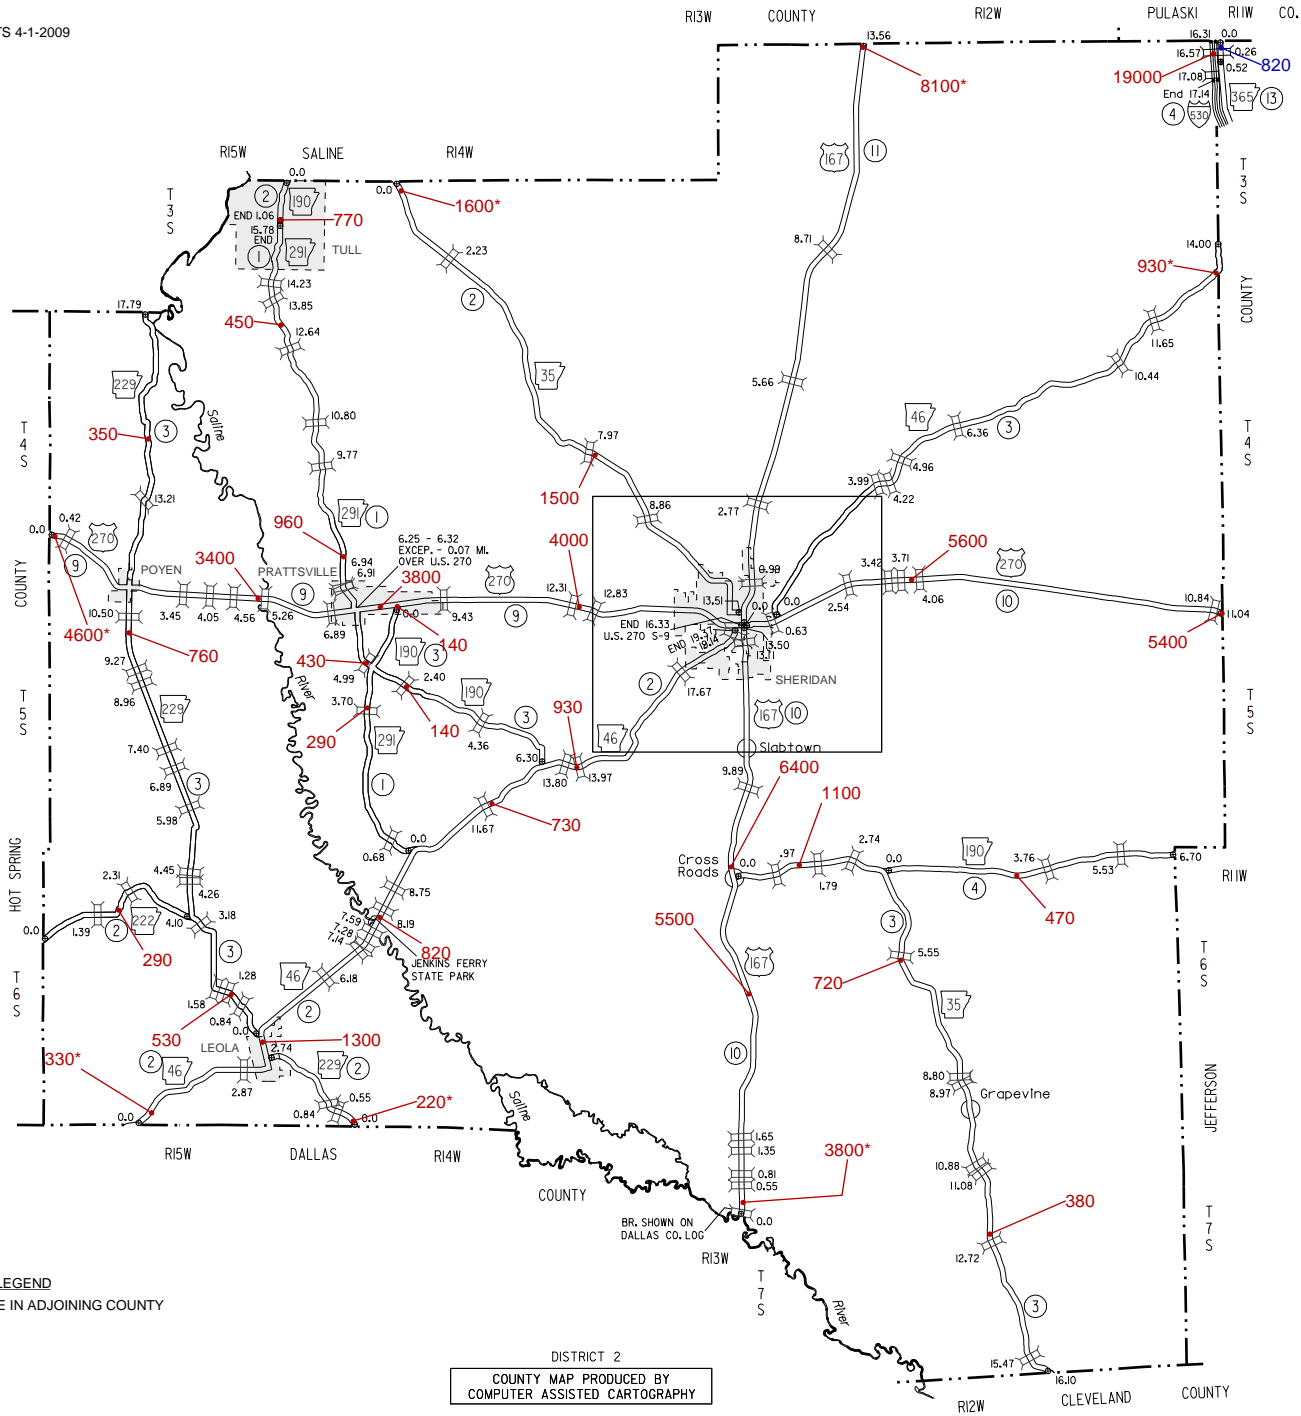 R13W COUNTY R12W PULASKI R11W CO.
TS 4-1-2009
13.56
8100*
16.31 0.0
16.57 0.26
820
19000
17.08 0.52
End 17.14
365 13
4 530
R15W SALINE R14W
0.0
0.0
2 190
1600*
END 1.06
770
15.78
END
1 291 TULL
T
3
S
167 11
T
3
S
2.23
2
8.71
14.00
930*
14.23
13.85
17.79
450 12.64
COUNTY
11.65
10.44
229
35
5.66
Saline
3
350
10.80
46
6.36 3
T
4
S
T
4
S
7.97
9.77
4.96
3.99
4.22
1500
13.21
8.86
2.77
291 1
0.42
0.0
270
9
960
6.25 - 6.32
EXCEP. - 0.07 MI.
OVER U.S. 270
4000
6.94
6.91
3.42 3.71
5600
270
POYEN
3400
PRATTSVILLE
3800
270
0.98
COUNTY
9
12.31 12.83
9
4.06
10
10.84
11.04
10.50
3.45 4.05 4.56 5.26
9.43
13.51
0.0 0.0
2.54
4600*
6.89
0.0
140
END 16.33
U.S. 270 S-9
0.63
5400
760
190 3
END 19.37
19.14
13.50
13.71
430
4.99 2.40
9.27
8.96
SHERIDAN
2
17.67
River
T
5
S
T
5
S
229
3.70
190
290
140
930
3
167 10
291
4.36
46
Slabtown
7.40
6.89
6.30
13.80 13.97
6400
3
1
9.89
1100
5.98
730
11.67
0.68 0.0
Cross
Roads
0.0 .97
2.74
190
3.76
6.70
HOT SPRING
1.79
0.0
4
5.53
R11W
4.45
4.26
2.31
8.75
470
222
4.10 3.18
7.59
7.28
7.14
8.19
5500
3
0.0
1.39
2
290
3
820
JENKINS FERRY
STATE PARK
5.55
T
6
S
T
6
S
167
720
46
6.18
1.28
1.58
0.84
35
2
530
0.0
1300
LEOLA
2.74
10
330*
2
46
229 2
2.87
8.80
8.97
Grapevine
JEFFERSON
0.55
0.84
220*
0.0
0.0
Saline
R15W DALLAS R14W
1.65
1.35
3800*
10.88
11.08
0.81
0.55
COUNTY
T
7
S
380
BR. SHOWN ON
DALLAS CO. LOG
0.0
12.72
R13W
T
7
S
LEGEND
E IN ADJOINING COUNTY
River
3
DISTRICT 2
15.47
16.10
COUNTY MAP PRODUCED BY
COMPUTER ASSISTED CARTOGRAPHY
R12W CLEVELAND COUNTY